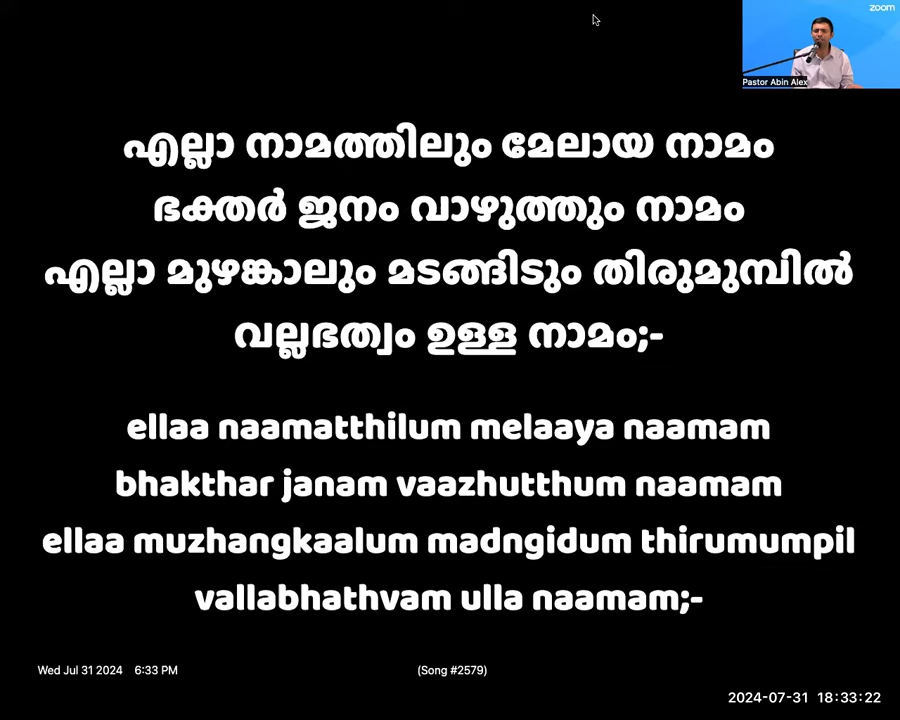 zoom
Pastor Abin Alex
എല്ലാ നാമത്തിലും മേലായ നാമം
ഭക്തർ ജനം വാഴുത്തും നാമം
എല്ലാ മുഴങ്കാലും മടങ്ങിടും തിരുമുമ്പിൽ
വല്ലഭത്വം ഉള്ള നാമം;-
ellaa naamatthilum melaaya naamam
bhakthar janam vaazhutthum naamam
ellaa muzhangkaalum madngidum thirumumpil
vallabhathvam ulla naamam;-
Wed Jul 31 2024 6:33 PM (Song #2579)
2024-07-31 18:33:22